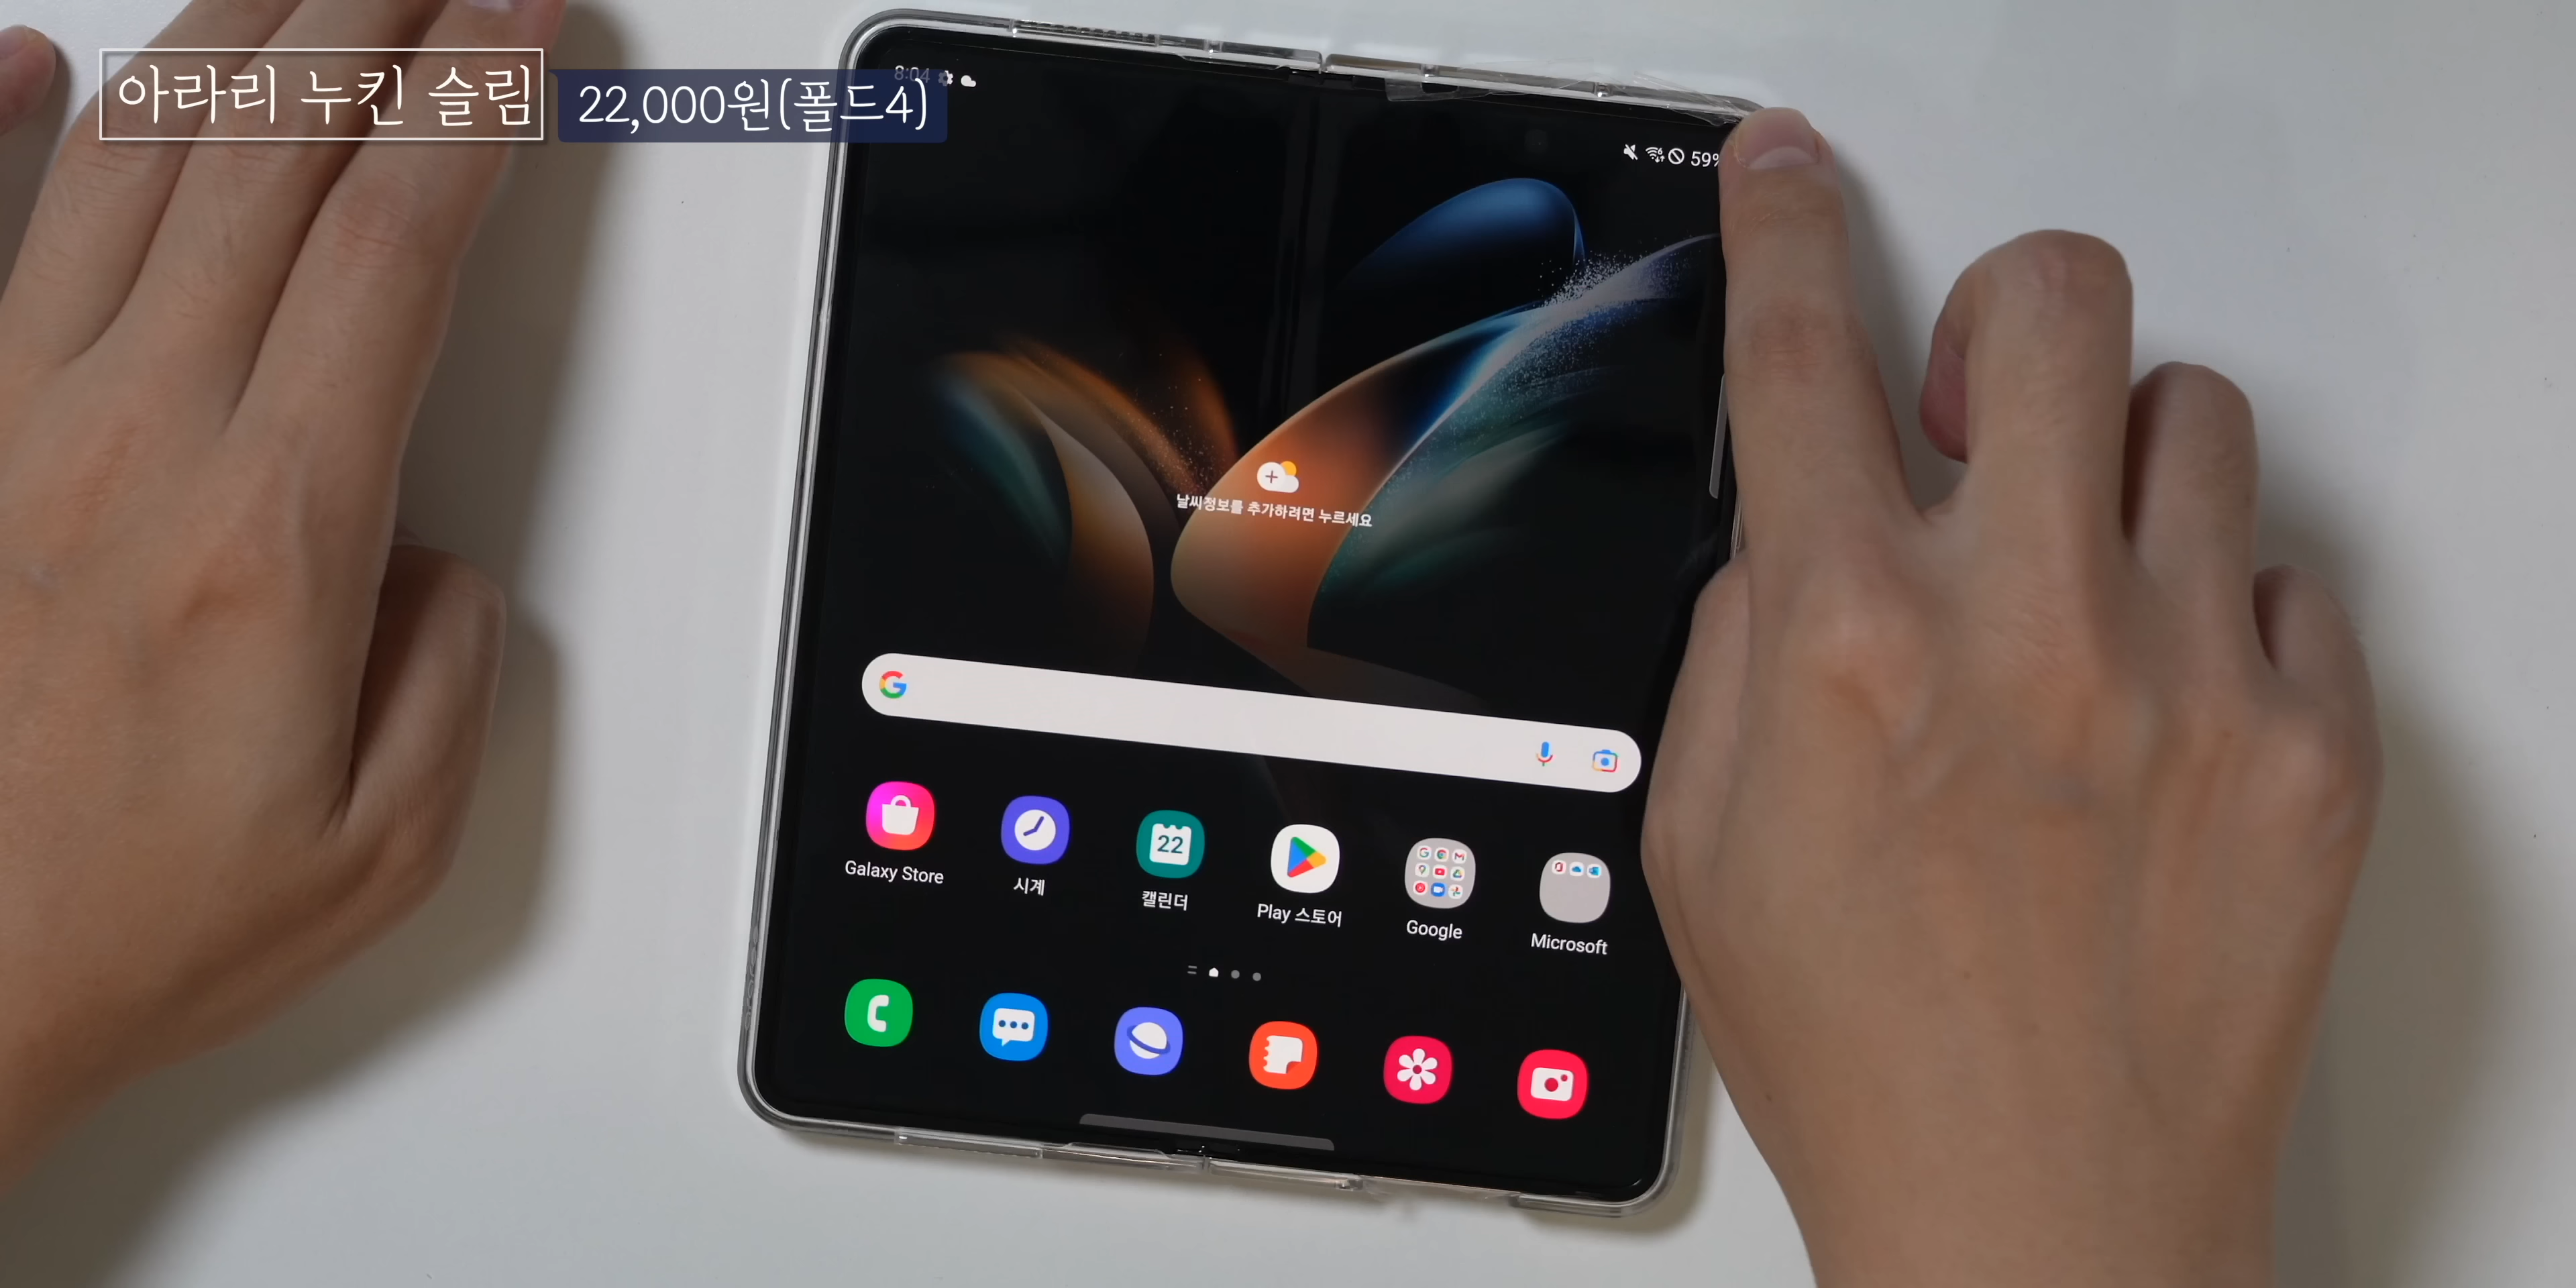 아라리 누킨 슬림
22,000원(폴드4)
8:04
59%
날씨정보를 추가하려면 누르세요
22
Galaxy Store
시계
캘린더
Play 스토어
Google
Microsoft